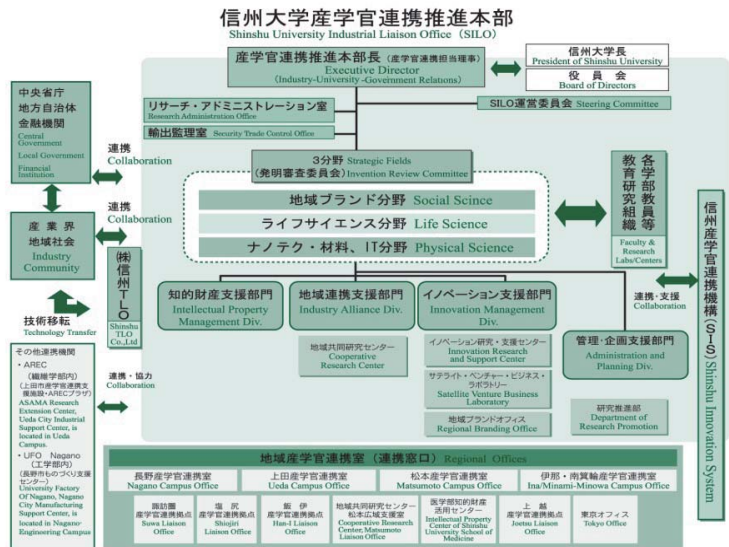 信州大学産学官連携推進本部
Shinshu University Industrial Liaison Office (SILO)
産学官連携推進本部長（産学官連携担当理事）
Executive Director
(Industry-University-Government Relations)
信州大学長
President of Shinshu University
役員会
Board of Directors
リサーチ・アドミニストレーション室
Research Administration Office
SILO運営委員会 Steering Committee
輸出監理室 Security Trade Control Office
中央省庁
地方自治体
金融機関
Central
Government
Local Government
Financial
Institution
連携
Collaboration
3分野 Strategic Fields
(発明審査委員会) Invention Review Committee
地域ブランド分野 Social Scince
ライフサイエンス分野 Life Science
ナノテク・材料、IT分野 Physical Science
各学部教員等
教育研究組織
Faculty &
Research
Labs/Centers
産業界
地域社会
Industry
Community
連携
Collaboration
(株)信州TLO
Shinshu
TLO
Co.,Ltd
技術移転
Technology Transfer
知的財産支援部門
Intellectual Property
Management Div.
地域連携支援部門
Industry Alliance Div.
イノベーション支援部門
Innovation Management
Div.
管理・企画支援部門
Administration and
Planning Div.
連携・支援
Collaboration
信州産学官連携機構(SIS) Shinshu Innovation System
地域共同研究センター
Cooperative
Research Center
イノベーション研究・支援センター
Innovation Research
and Support Center
サテライト・ベンチャー・ビジネス・
ラボラトリー
Satellite Venture Business
Laboratory
地域ブランドオフィス
Regional Branding Office
研究推進部
Department of
Research Promotion
その他連携機関
・AREC
(繊維学部内)
(上田市産学官連携支
援施設・ARECプラザ)
ASAMA Research
Extension Center,
Ueda City Industrial
Support Center, is
located in Ueda
Campus.
・UFO Nagano
(工学部内)
(長野市ものづくり支援セ
ンター)
University Factory
Of Nagano, Nagano
City Manufacturing
Support Center, is
located in Nagano-
Engineering Campus
連携・協力
Collaboration
地域産学官連携室（連携窓口）Regional Offices
長野産学官連携室
Nagano Campus Office
上田産学官連携室
Ueda Campus Office
松本産学官連携室
Matsumoto Campus Office
伊那・南箕輪産学官連携室
Ina/Minami-Minowa Campus Office
諏訪圏
産学官連携拠点
Suwa Liaison
Office
塩尻
産学官連携拠点
Shiojiri
Liaison Office
飯伊
産学官連携拠点
Han-I Liaison
Office
地域共同研究センター
松本広域支援室
Cooperative Research
Center,Matsumoto Liaison
Office
医学部知的財産
活用センター
Intellectual Property
Center of Shinshu
University School of
Medicine
上越
産学官連携拠点
Joetsu Liaison
Office
東京オフィス
Tokyo Office